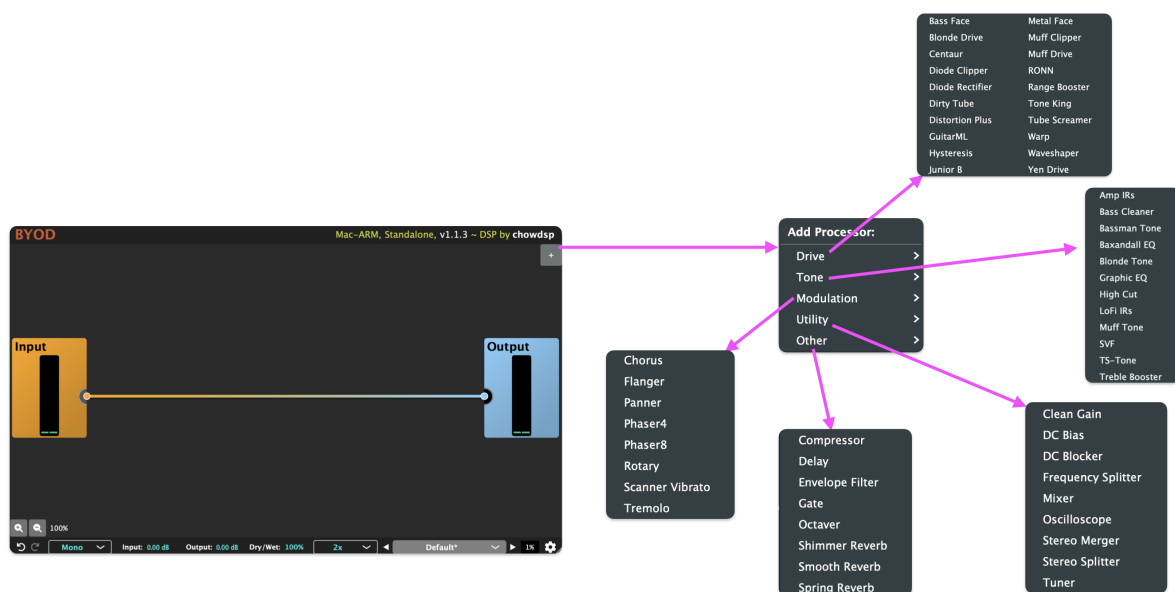 Bass Face
Blonde Drive
Centaur
Diode Clipper
Diode Rectifier
Dirty Tube
Distortion Plus
GuitarML
Hysteresis
Junior B
Metal Face
Muff Clipper
Muff Drive
RONN
Range Booster
Tone King
Tube Screamer
Warp
Waveshaper
Yen Drive
Amp IRs
Bass Cleaner
Bassman Tone
Baxandall EQ
Blonde Tone
Graphic EQ
High Cut
LoFi IRs
Muff Tone
SVF
TS-Tone
Treble Booster
BYOD
Mac-ARM, Standalone, v1.1.3 ~ DSP by chowdsp
+
Input
Output
100%
Mono
Input: 0.00 dB
Output: 0.00 dB
Dry/Wet: 100%
2x
Default*
1%
Add Processor:
Drive
Tone
Modulation
Utility
Other
Chorus
Flanger
Panner
Phaser4
Phaser8
Rotary
Scanner Vibrato
Tremolo
Compressor
Delay
Envelope Filter
Gate
Octaver
Shimmer Reverb
Smooth Reverb
Spring Reverb
Clean Gain
DC Bias
DC Blocker
Frequency Splitter
Mixer
Oscilloscope
Stereo Merger
Stereo Splitter
Tuner